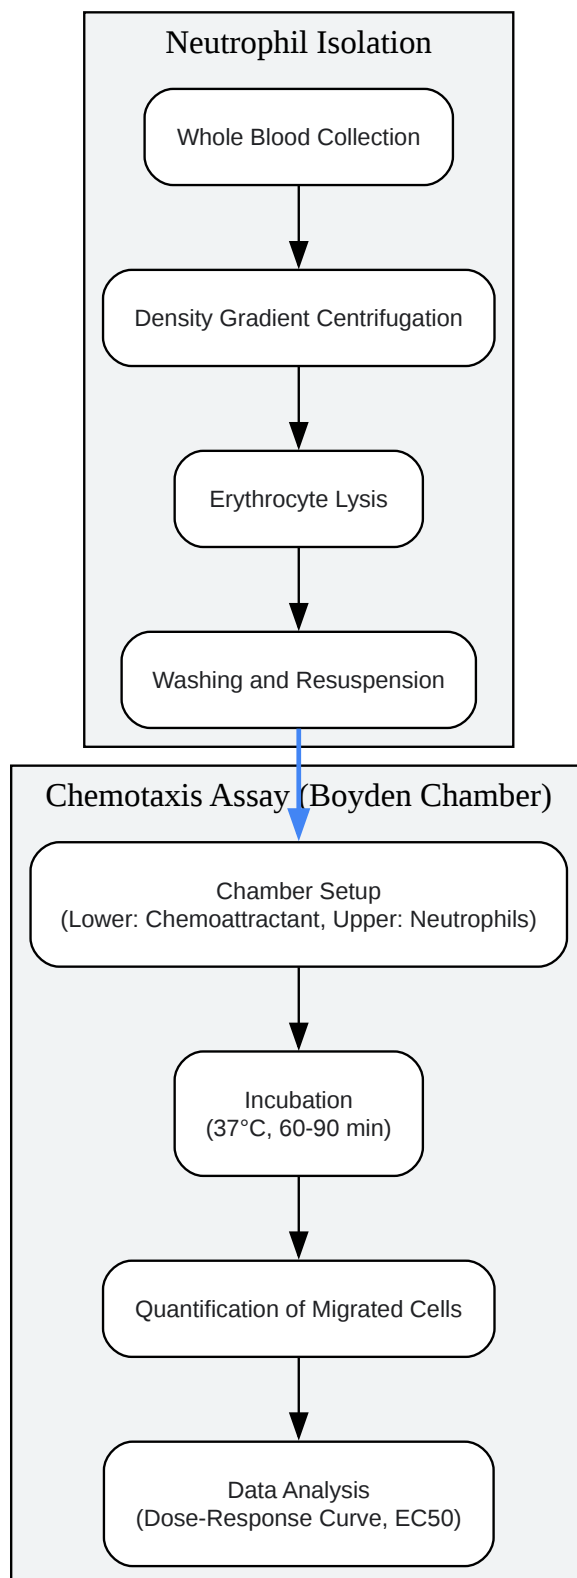 Neutrophil Isolation
Whole Blood Collection
Density Gradient Centrifugation
Erythrocyte Lysis
Washing and Resuspension
Chemotaxis Assay (Boyden Chamber)
Chamber Setup
(Lower: Chemoattractant, Upper: Neutrophils)
Incubation
(37°C, 60-90 min)
Quantification of Migrated Cells
Data Analysis
(Dose-Response Curve, EC50)